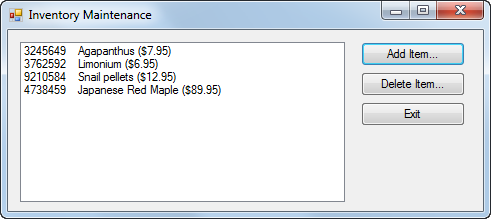 Inventory Maintenance
3245649 Agapanthus ($7.95)
3762592 Limonium ($6.95)
9210584 Snail pellets ($12.95)
4738459 Japanese Red Maple ($89.95)
Add Item...
Delete Item...
Exit